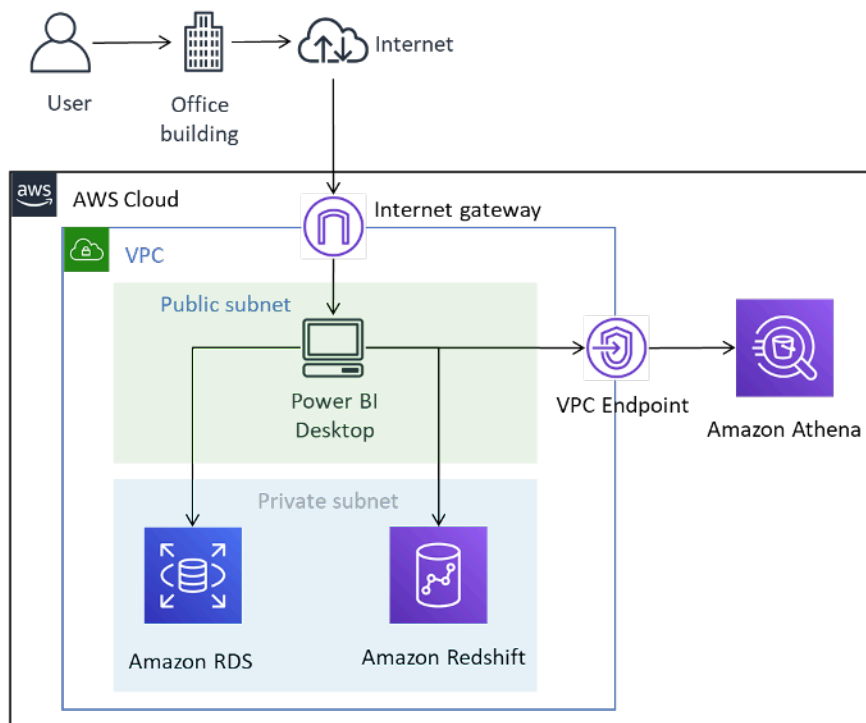 User
Office
building
Internet
aws
AWS Cloud
Internet gateway
VPC
Public subnet
Power BI
Desktop
VPC Endpoint
Amazon Athena
Private subnet
Amazon RDS
Amazon Redshift